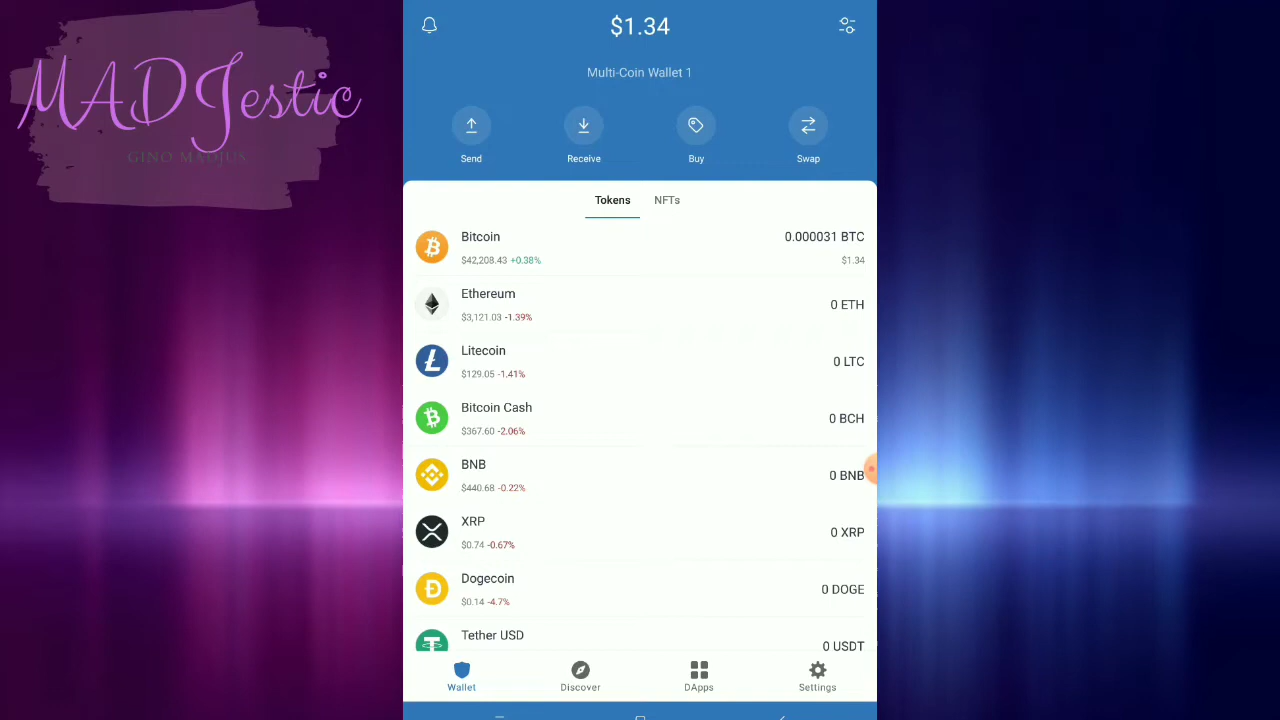 MADJestic
GINO MADJUS
$1.34
Multi-Coin Wallet 1
Send Receive Buy Swap
Tokens NFTs
Bitcoin 0.000031 BTC
$42,208.43 +0.38% $1.34
Ethereum 0 ETH
$3,121.03 -1.39%
Litecoin 0 LTC
$129.05 -1.41%
Bitcoin Cash 0 BCH
$367.60 -2.06%
BNB 0 BNB
$440.68 -0.22%
XRP 0 XRP
$0.74 -0.67%
Dogecoin 0 DOGE
$0.14 -4.7%
Tether USD 0 USDT
Wallet Discover DApps Settings